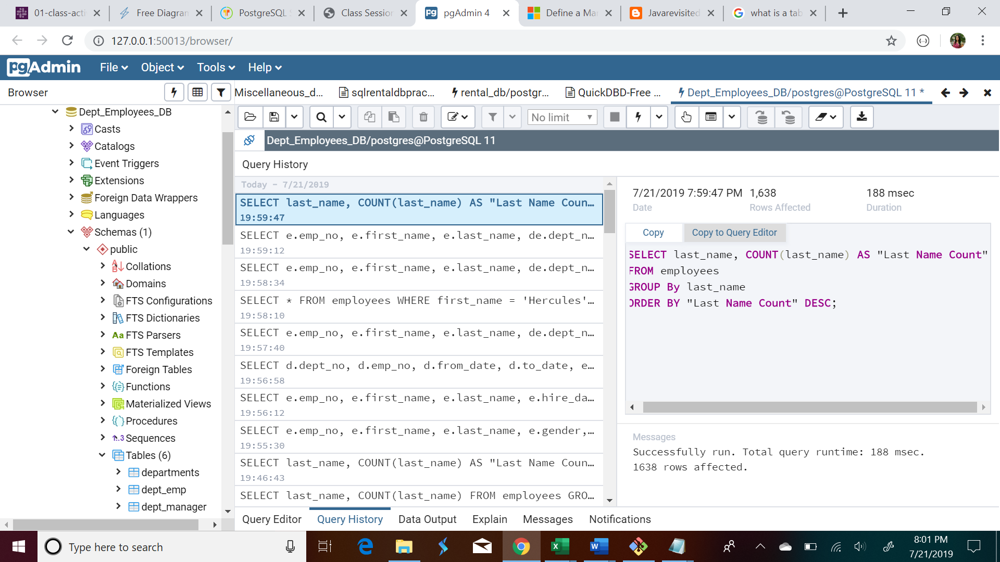 01-class-acti
Free Diagran
PostgreSQL S
Class Session
pgAdmin 4
Define a Ma
Javarevisited
what is a tab
127.0.0.1:50013/browser/
pgAdmin
File
Object
Tools
Help
Browser
Miscellaneous_d...
sqlrentaldbprac...
rental_db/postgr...
QuickDBD-Free ...
Dept_Employees_DB/postgres@PostgreSQL 11 *
No limit
Dept_Employees_DB/postgres@PostgreSQL 11
Dept_Employees_DB
Casts
Catalogs
Event Triggers
Extensions
Foreign Data Wrappers
Languages
Schemas (1)
public
Collations
Domains
FTS Configurations
FTS Dictionaries
Aa FTS Parsers
FTS Templates
Foreign Tables
Functions
Materialized Views
Procedures
1..3 Sequences
Tables (6)
departments
dept_emp
dept_manager
Query History
Today - 7/21/2019
SELECT last_name, COUNT(last_name) AS "Last Name Coun...
19:59:47
SELECT e.emp_no, e.first_name, e.last_name, de.dept_n...
19:59:12
SELECT e.emp_no, e.first_name, e.last_name, de.dept_n...
19:58:34
SELECT * FROM employees WHERE first_name = 'Hercules'...
19:58:10
SELECT e.emp_no, e.first_name, e.last_name, de.dept_n...
19:57:40
SELECT d.dept_no, d.emp_no, d.from_date, d.to_date, e...
19:56:58
SELECT e.emp_no, e.first_name, e.last_name, e.hire_da...
19:56:12
SELECT e.emp_no, e.first_name, e.last_name, e.gender,...
19:55:30
SELECT last_name, COUNT(last_name) AS "Last Name Coun...
19:46:43
SELECT last_name, COUNT(last_name) FROM employees GRO...
7/21/2019 7:59:47 PM 1,638 188 msec
Date Rows Affected Duration
Copy
Copy to Query Editor
SELECT last_name, COUNT(last_name) AS "Last Name Count"
FROM employees
GROUP By last_name
ORDER BY "Last Name Count" DESC;
Messages
Successfully run. Total query runtime: 188 msec.
1638 rows affected.
Query Editor
Query History
Data Output
Explain
Messages
Notifications
Type here to search
8:01 PM
7/21/2019